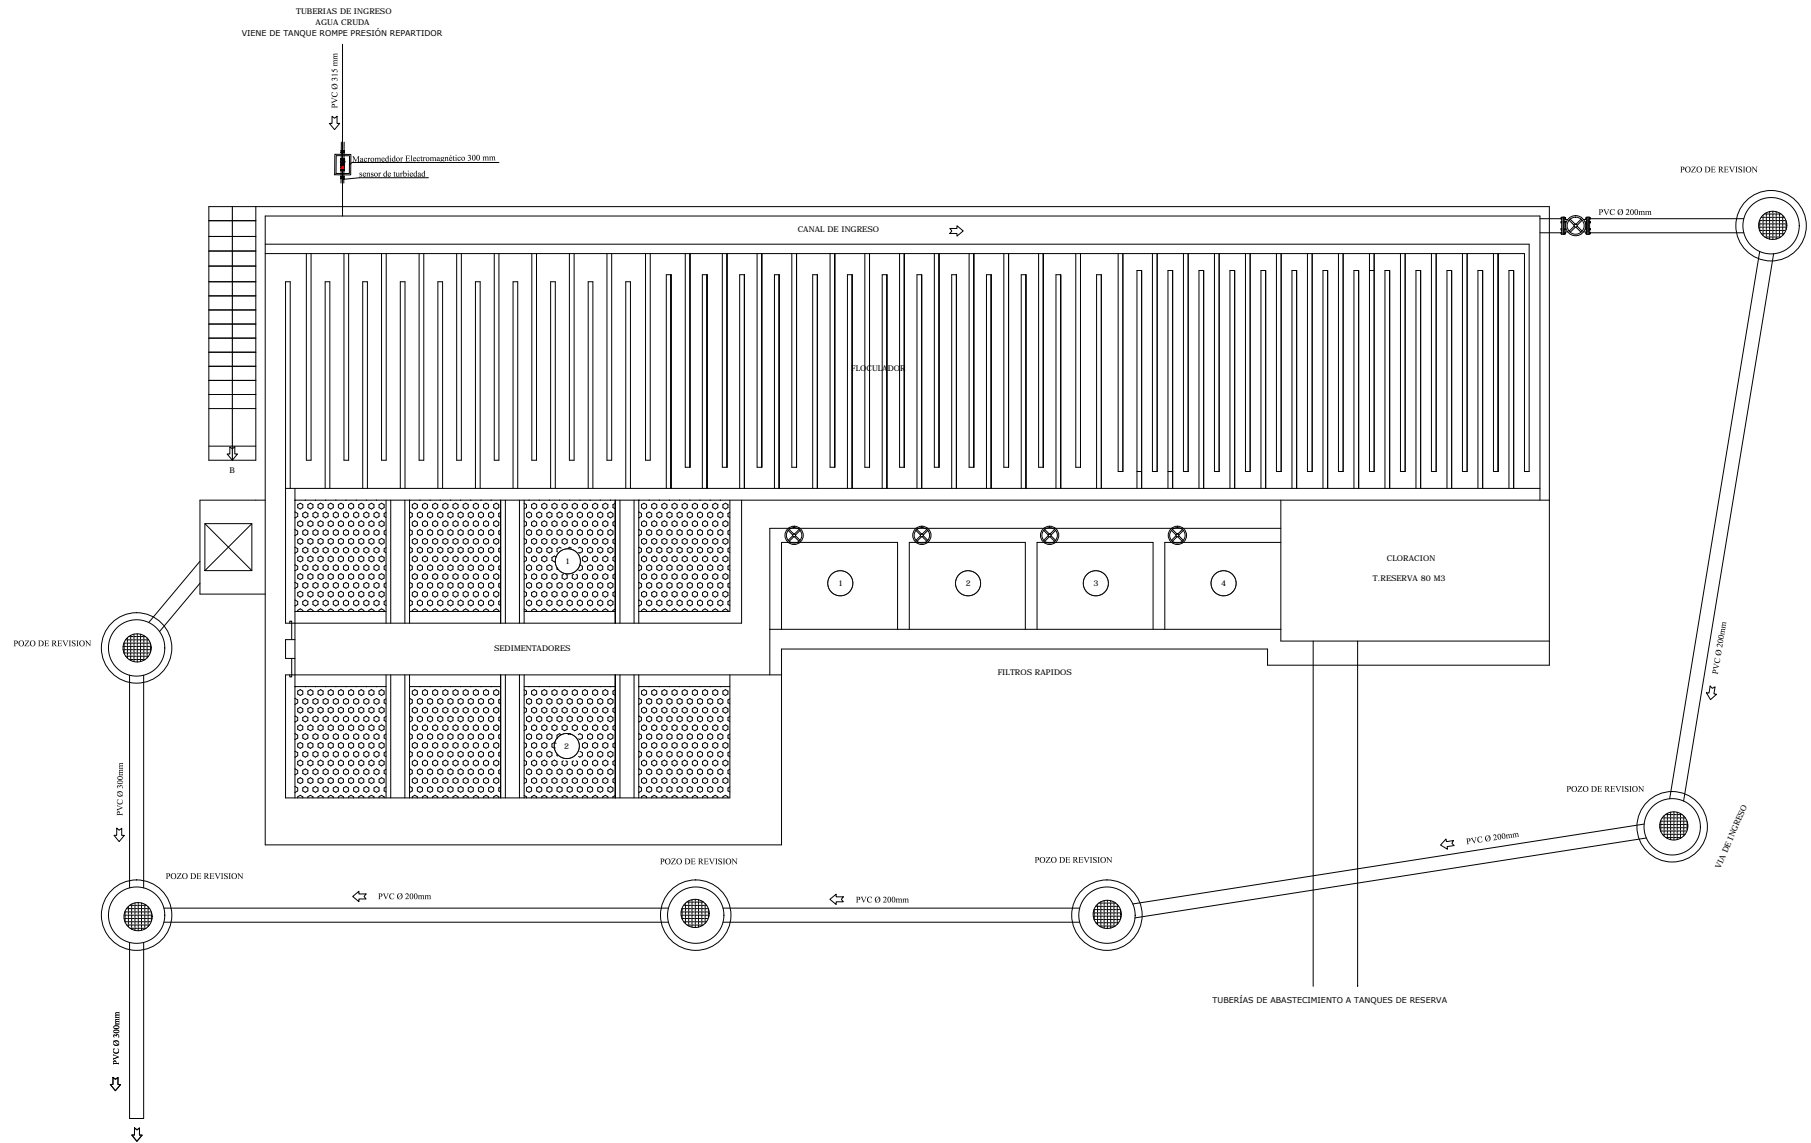 TUBERIAS DE INGRESO
AGUA CRUDA
VIENE DE TANQUE ROMPE PRESIÓN REPARTIDOR
PVC Ø 315 mm
Macromedidor Electromagnético 300 mm
sensor de turbiedad
POZO DE REVISION
PVC Ø 200mm
CANAL DE INGRESO
FLOCULADOR
B
CLORACION
T.RESERVA 80 M3
1
1
2
3
4
POZO DE REVISION
SEDIMENTADORES
FILTROS RAPIDOS
PVC Ø 200mm
2
PVC Ø 300mm
POZO DE REVISION
VIA DE INGRESO
PVC Ø 200mm
POZO DE REVISION
POZO DE REVISION
POZO DE REVISION
PVC Ø 200mm
PVC Ø 200mm
TUBERÍAS DE ABASTECIMIENTO A TANQUES DE RESERVA
PVC Ø 300mm